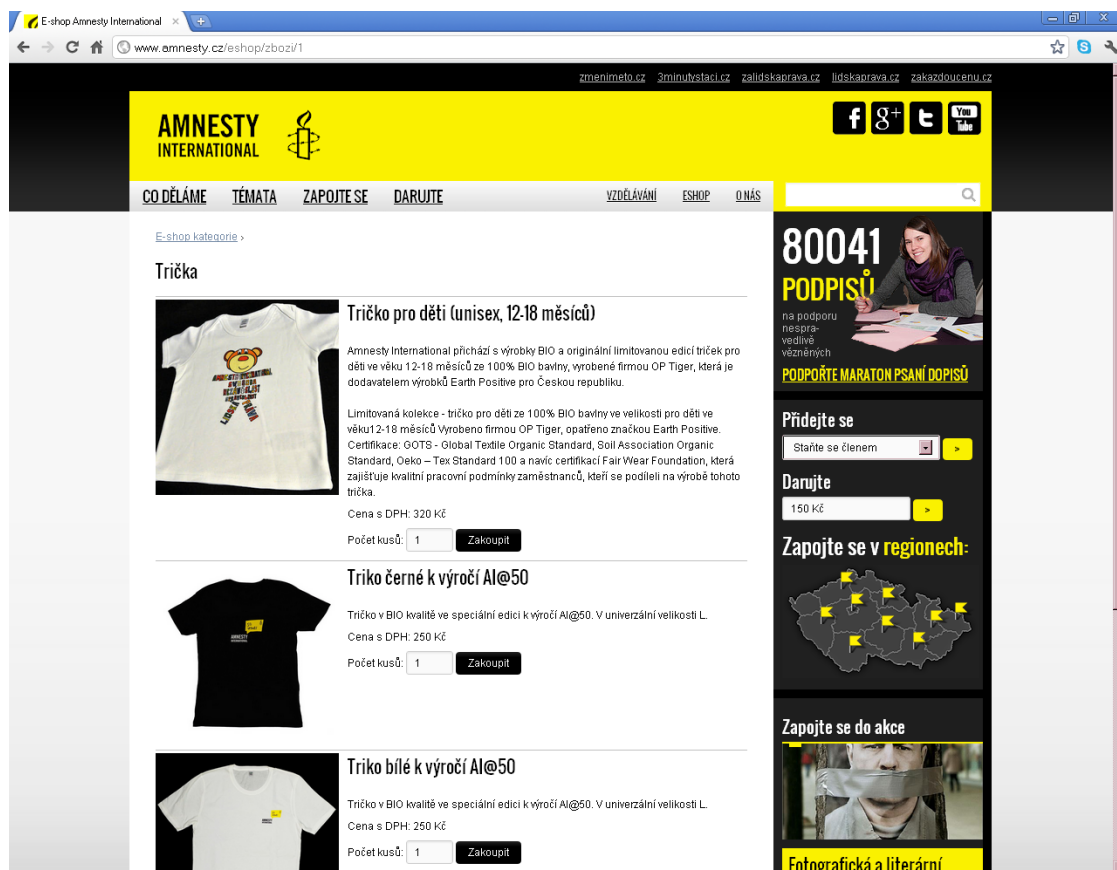 E-shop Amnesty International
www.amnesty.cz/eshop/zbozi/1
zmenimeto.cz 3minutystaci.cz zalidskaprava.cz lidskaprava.cz zakazdoucenu.cz
AMNESTY
INTERNATIONAL
f g+ t You Tube
CO DĚLÁME TÉMATA ZAPOJTE SE DARUJTE VZDĚLÁVÁNÍ ESHOP O NÁS
E-shop kategorie ›
Trička
Tričko pro děti (unisex, 12-18 měsíců)
Amnesty International přichází s výrobky BIO a originální limitovanou edicí triček pro
děti ve věku 12-18 měsíců ze 100% BIO bavlny, vyrobené firmou OP Tiger, která je
dodavatelem výrobků Earth Positive pro Českou republiku.
Limitovaná kolekce - tričko pro děti ze 100% BIO bavlny ve velikosti pro děti ve
věku12-18 měsíců Vyrobeno firmou OP Tiger, opatřeno značkou Earth Positive.
Certifikace: GOTS - Global Textile Organic Standard, Soil Association Organic
Standard, Oeko – Tex Standard 100 a navíc certifikací Fair Wear Foundation, která
zajišťuje kvalitní pracovní podmínky zaměstnanců, kteří se podíleli na výrobě tohoto
trička.
Cena s DPH: 320 Kč
Počet kusů: 1 Zakoupit
Triko černé k výročí AI@50
Tričko v BIO kvalitě ve speciální edici k výročí AI@50. V univerzální velikosti L.
Cena s DPH: 250 Kč
Počet kusů: 1 Zakoupit
AMNESTY
INTERNATIONAL
Triko bílé k výročí AI@50
Tričko v BIO kvalitě ve speciální edici k výročí AI@50. V univerzální velikosti L.
Cena s DPH: 250 Kč
Počet kusů: 1 Zakoupit
80041
PODPISŮ
na podporu
nespra-
vedlivě
vězněných
PODPOŘTE MARATON PSANÍ DOPISŮ
Přidejte se
Staňte se členem >
Darujte
150 Kč >
Zapojte se v regionech:
Zapojte se do akce
Fotografická a literární